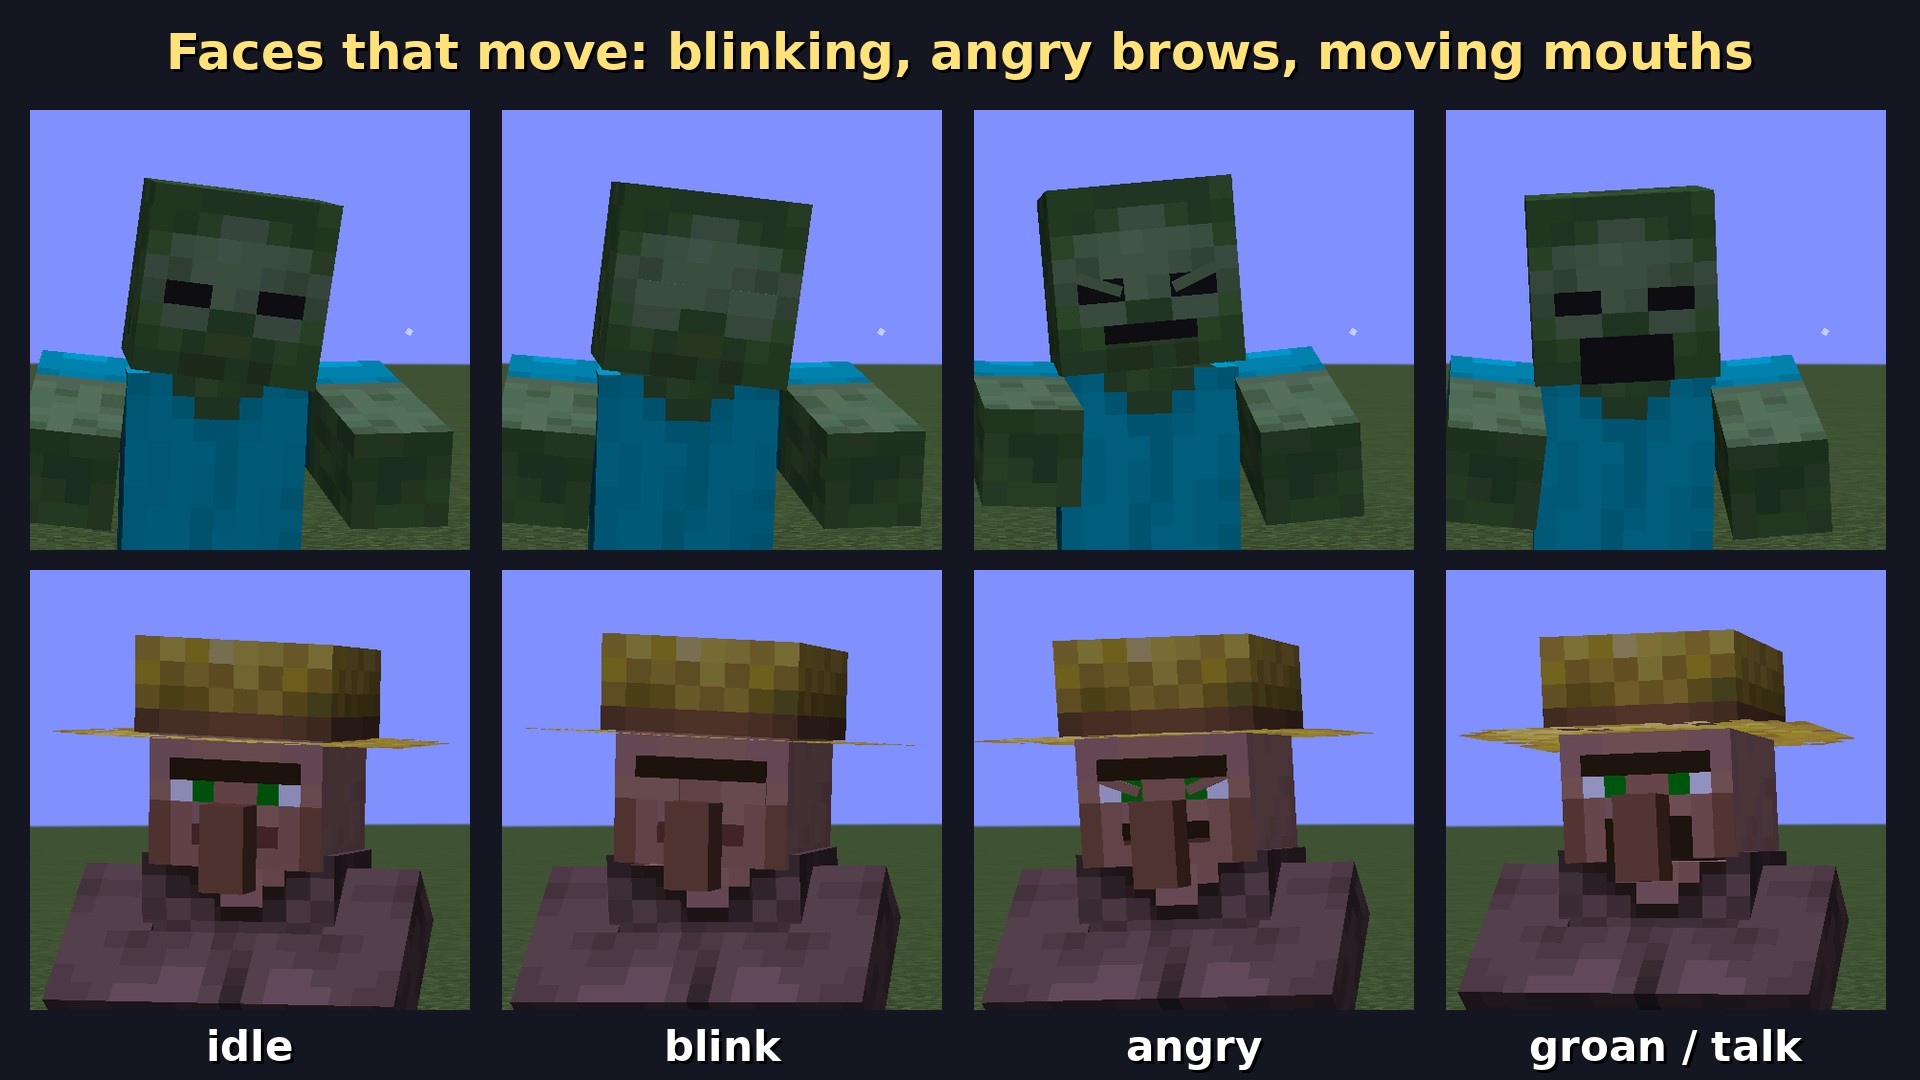 Faces that move: blinking, angry brows, moving mouths
idle
blink
angry
groan / talk